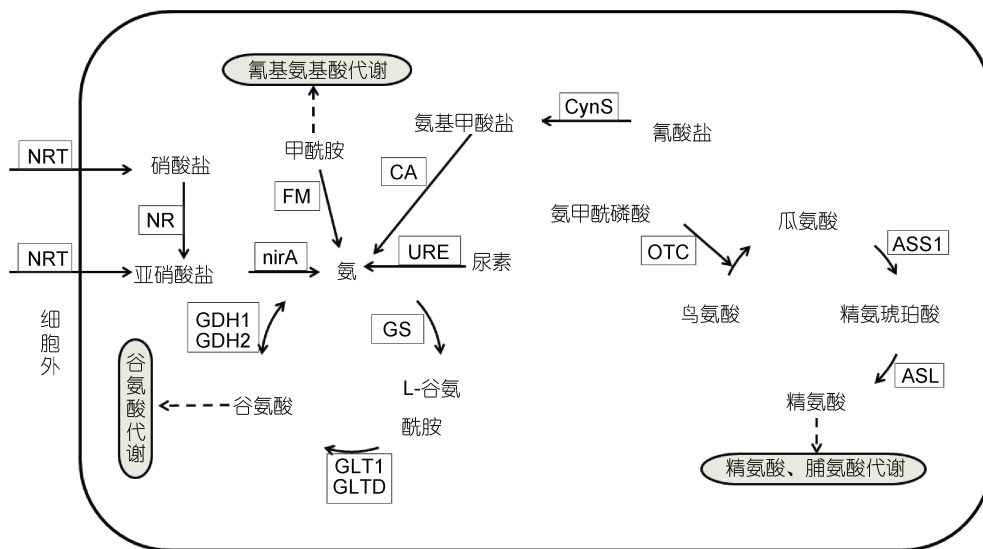 氰基氨基酸代谢
CynS
氨基甲酸盐
氰酸盐
甲酰胺
NRT
硝酸盐
CA
FM
NR
氨甲酰磷酸
瓜氨酸
OTC
ASS1
NRT
亚硝酸盐
nirA
氨
URE
尿素
GDH1
GDH2
GS
鸟氨酸
精氨琥珀酸
细
胞
外
谷
氨
酸
代
谢
L-谷氨
酰胺
谷氨酸
ASL
精氨酸
GLT1
GLTD
精氨酸、脯氨酸代谢